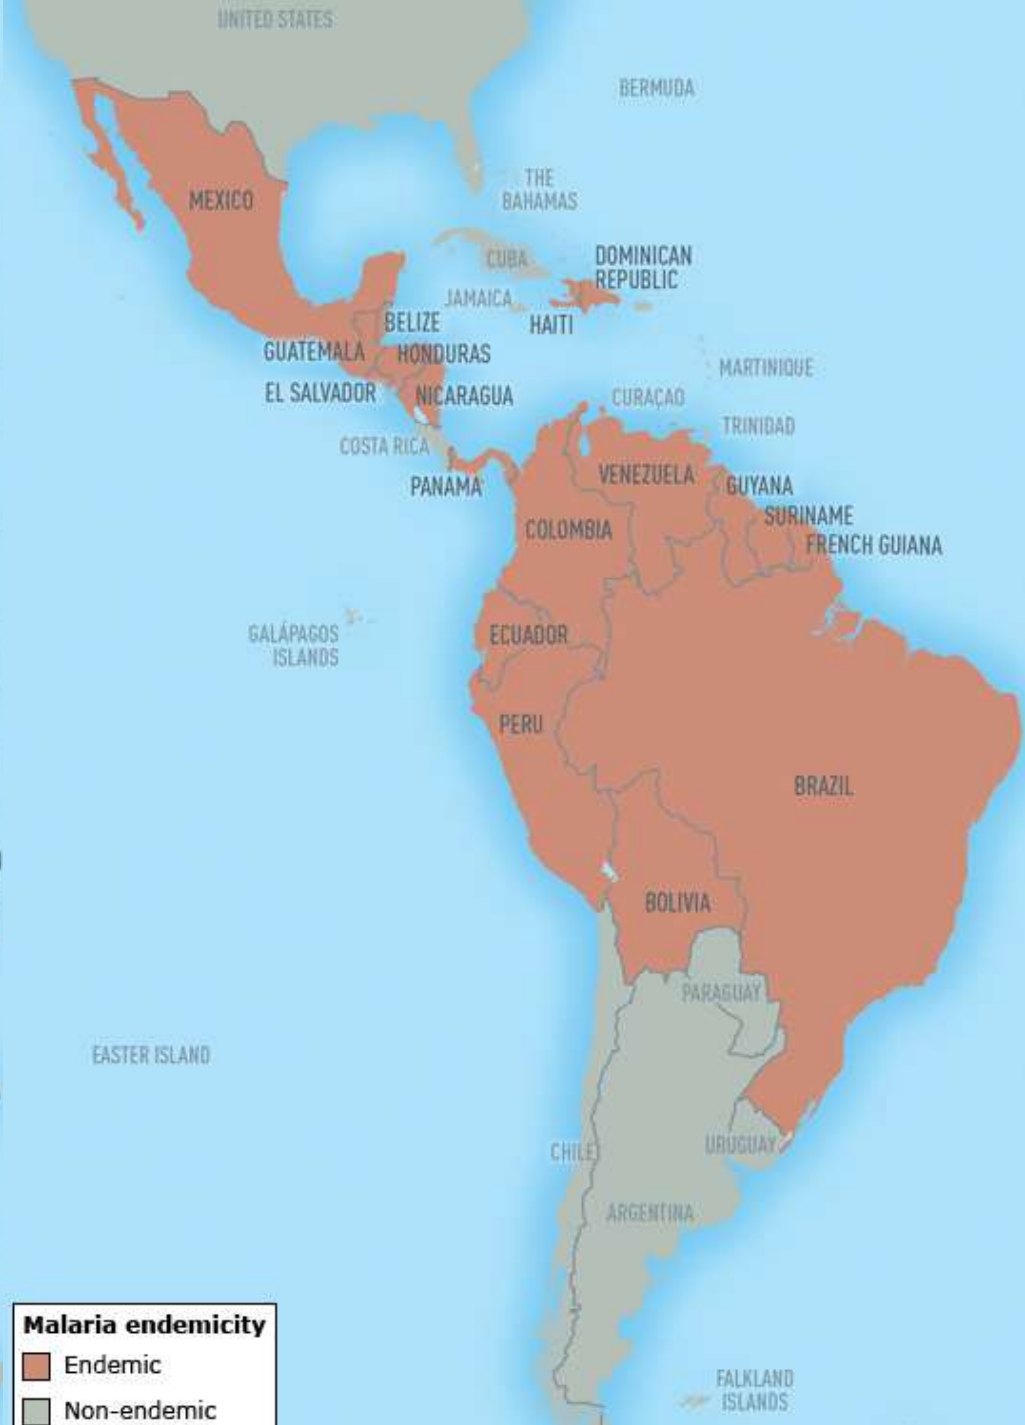 UNITED STATES
BERMUDA
THE
BAHAMAS
MEXICO
CUBA
DOMINICAN
REPUBLIC
JAMAICA
HAITI
BELIZE
GUATEMALA
HONDURAS
MARTINIQUE
EL SALVADOR
NICARAGUA
CURAÇAO
TRINIDAD
COSTA RICA
PANAMA
VENEZUELA
GUYANA
SURINAME
COLOMBIA
FRENCH GUIANA
GALÁPAGOS
ISLANDS
ECUADOR
PERU
BRAZIL
BOLIVIA
PARAGUAY
EASTER ISLAND
CHILE
URUGUAY
ARGENTINA
FALKLAND
ISLANDS
Malaria endemicity
Endemic
Non-endemic